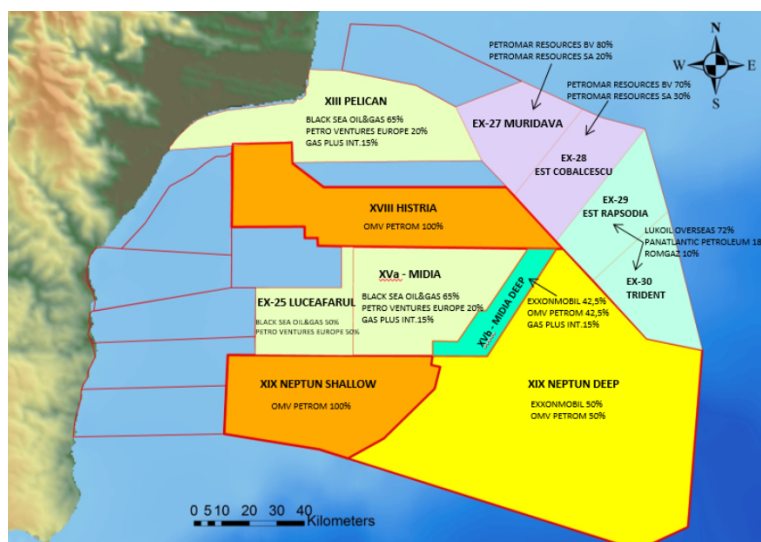 PETROMAR RESOURCES BV 80%
PETROMAR RESOURCES SA 20%
N
W
E
S
PETROMAR RESOURCES BV 70%
PETROMAR RESOURCES SA 30%
XIII PELICAN
BLACK SEA OIL&GAS 65%
PETRO VENTURES EUROPE 20%
GAS PLUS INT.15%
EX-27 MURIDAVA
EX-28
EST COBALCESCU
EX-29
EST RAPSODIA
XVIII HISTRIA
OMV PETROM 100%
LUKOIL OVERSEAS 72%
PANATLANTIC PETROLEUM 18
ROMGAZ 10%
EX-30
TRIDENT
XVa - MIDIA
BLACK SEA OIL&GAS 65%
PETRO VENTURES EUROPE 20%
GAS PLUS INT.15%
EX-25 LUCEAFARUL
BLACK SEA OIL&GAS 50%
PETRO VENTURES EUROPE 50%
XVb - MIDIA DEEP
EXXONMOBIL 42,5%
OMV PETROM 42,5%
GAS PLUS INT.15%
XIX NEPTUN SHALLOW
OMV PETROM 100%
XIX NEPTUN DEEP
EXXONMOBIL 50%
OMV PETROM 50%
0 5 10 20 30 40
Kilometers